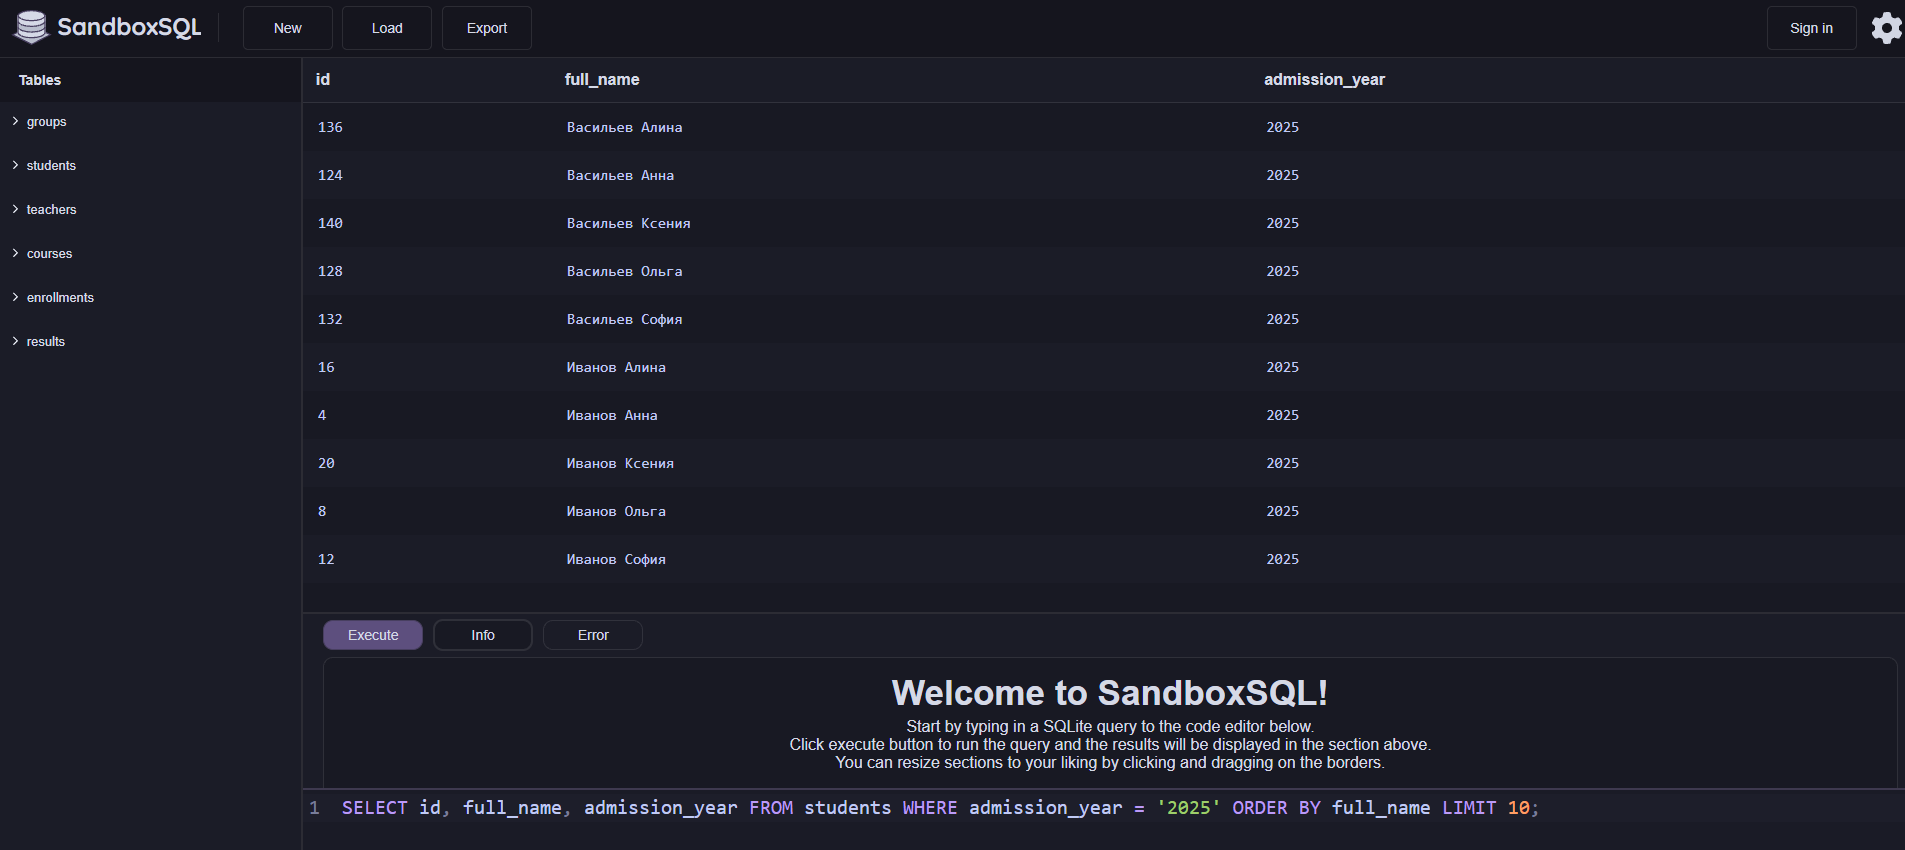 SandboxSQL New Load Export Sign in
Tables
groups
students
teachers
courses
enrollments
results
id full_name admission_year
136 Васильев Алина 2025
124 Васильев Анна 2025
140 Васильев Ксения 2025
128 Васильев Ольга 2025
132 Васильев София 2025
16 Иванов Алина 2025
4 Иванов Анна 2025
20 Иванов Ксения 2025
8 Иванов Ольга 2025
12 Иванов София 2025
Execute Info Error
Welcome to SandboxSQL!
Start by typing in a SQLite query to the code editor below.
Click execute button to run the query and the results will be displayed in the section above.
You can resize sections to your liking by clicking and dragging on the borders.
1 SELECT id, full_name, admission_year FROM students WHERE admission_year = '2025' ORDER BY full_name LIMIT 10;